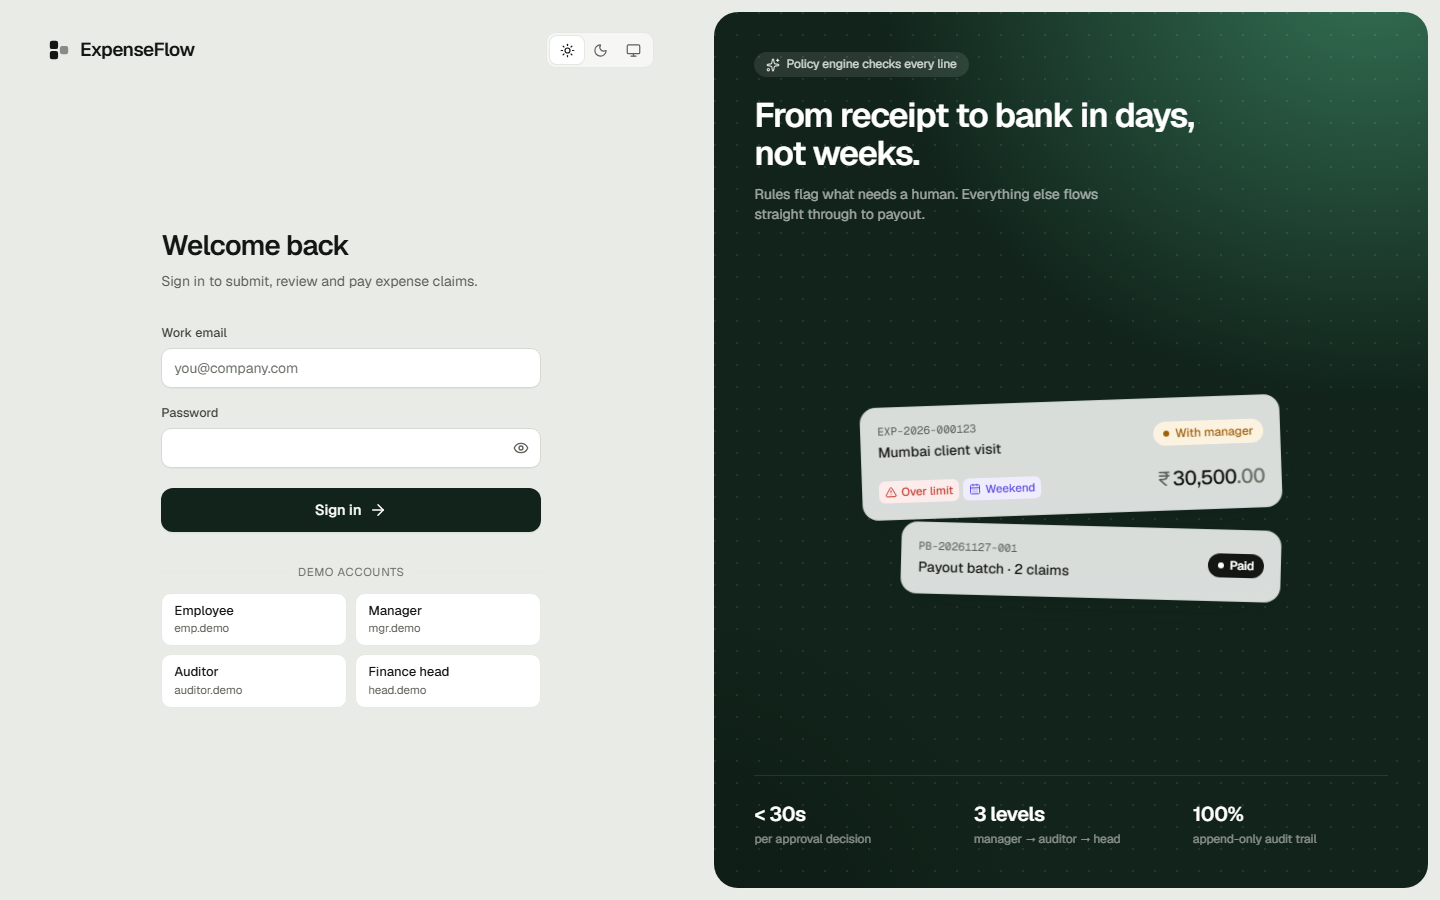 ExpenseFlow
Welcome back
Sign in to submit, review and pay expense claims.
Work email
you@company.com
Password
Sign in
DEMO ACCOUNTS
Employee
emp.demo
Manager
mgr.demo
Auditor
auditor.demo
Finance head
head.demo
Policy engine checks every line
From receipt to bank in days,
not weeks.
Rules flag what needs a human. Everything else flows
straight through to payout.
EXP-2026-000123
Mumbai client visit
With manager
Over limit
Weekend
₹30,500.00
PB-20261127-001
Payout batch · 2 claims
Paid
< 30s
per approval decision
3 levels
manager → auditor → head
100%
append-only audit trail